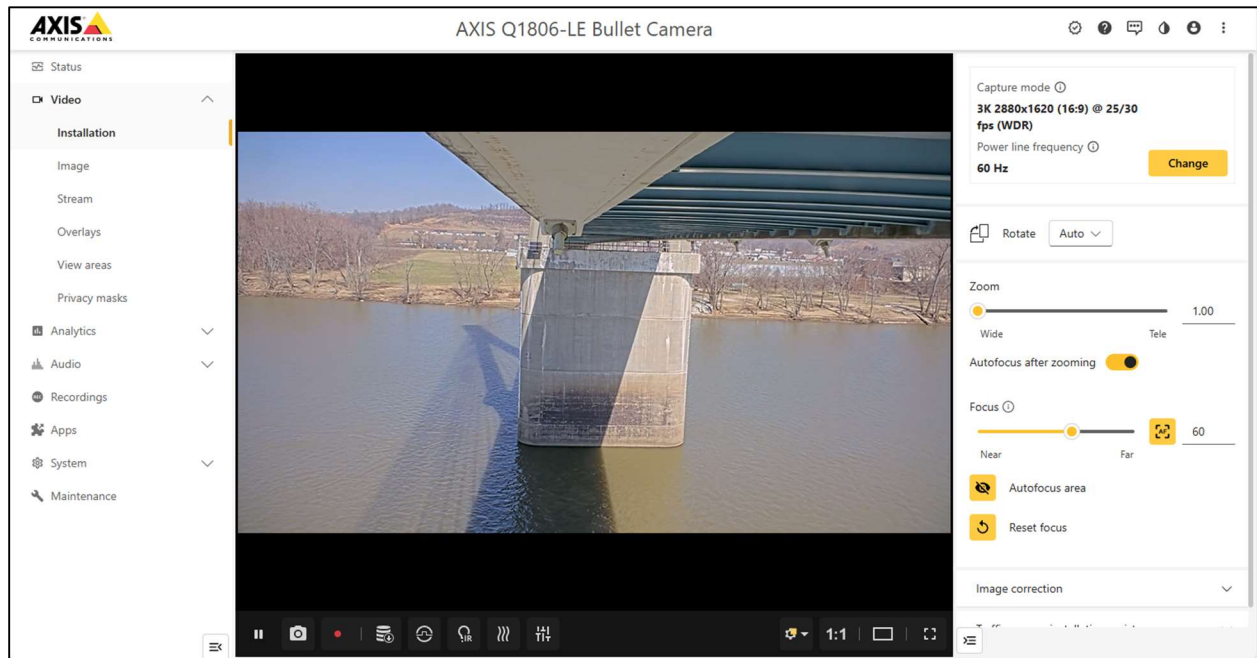 AXIS
COMMUNICATIONS
AXIS Q1806-LE Bullet Camera
Status
Video
Installation
Image
Stream
Overlays
View areas
Privacy masks
Analytics
Audio
Recordings
Apps
System
Maintenance
IR
1:1
Capture mode
3K 2880x1620 (16:9) @ 25/30
fps (WDR)
Power line frequency
60 Hz
Change
Rotate
Auto
Zoom
1.00
Wide
Tele
Autofocus after zooming
Focus
AF
60
Near
Far
Autofocus area
Reset focus
Image correction